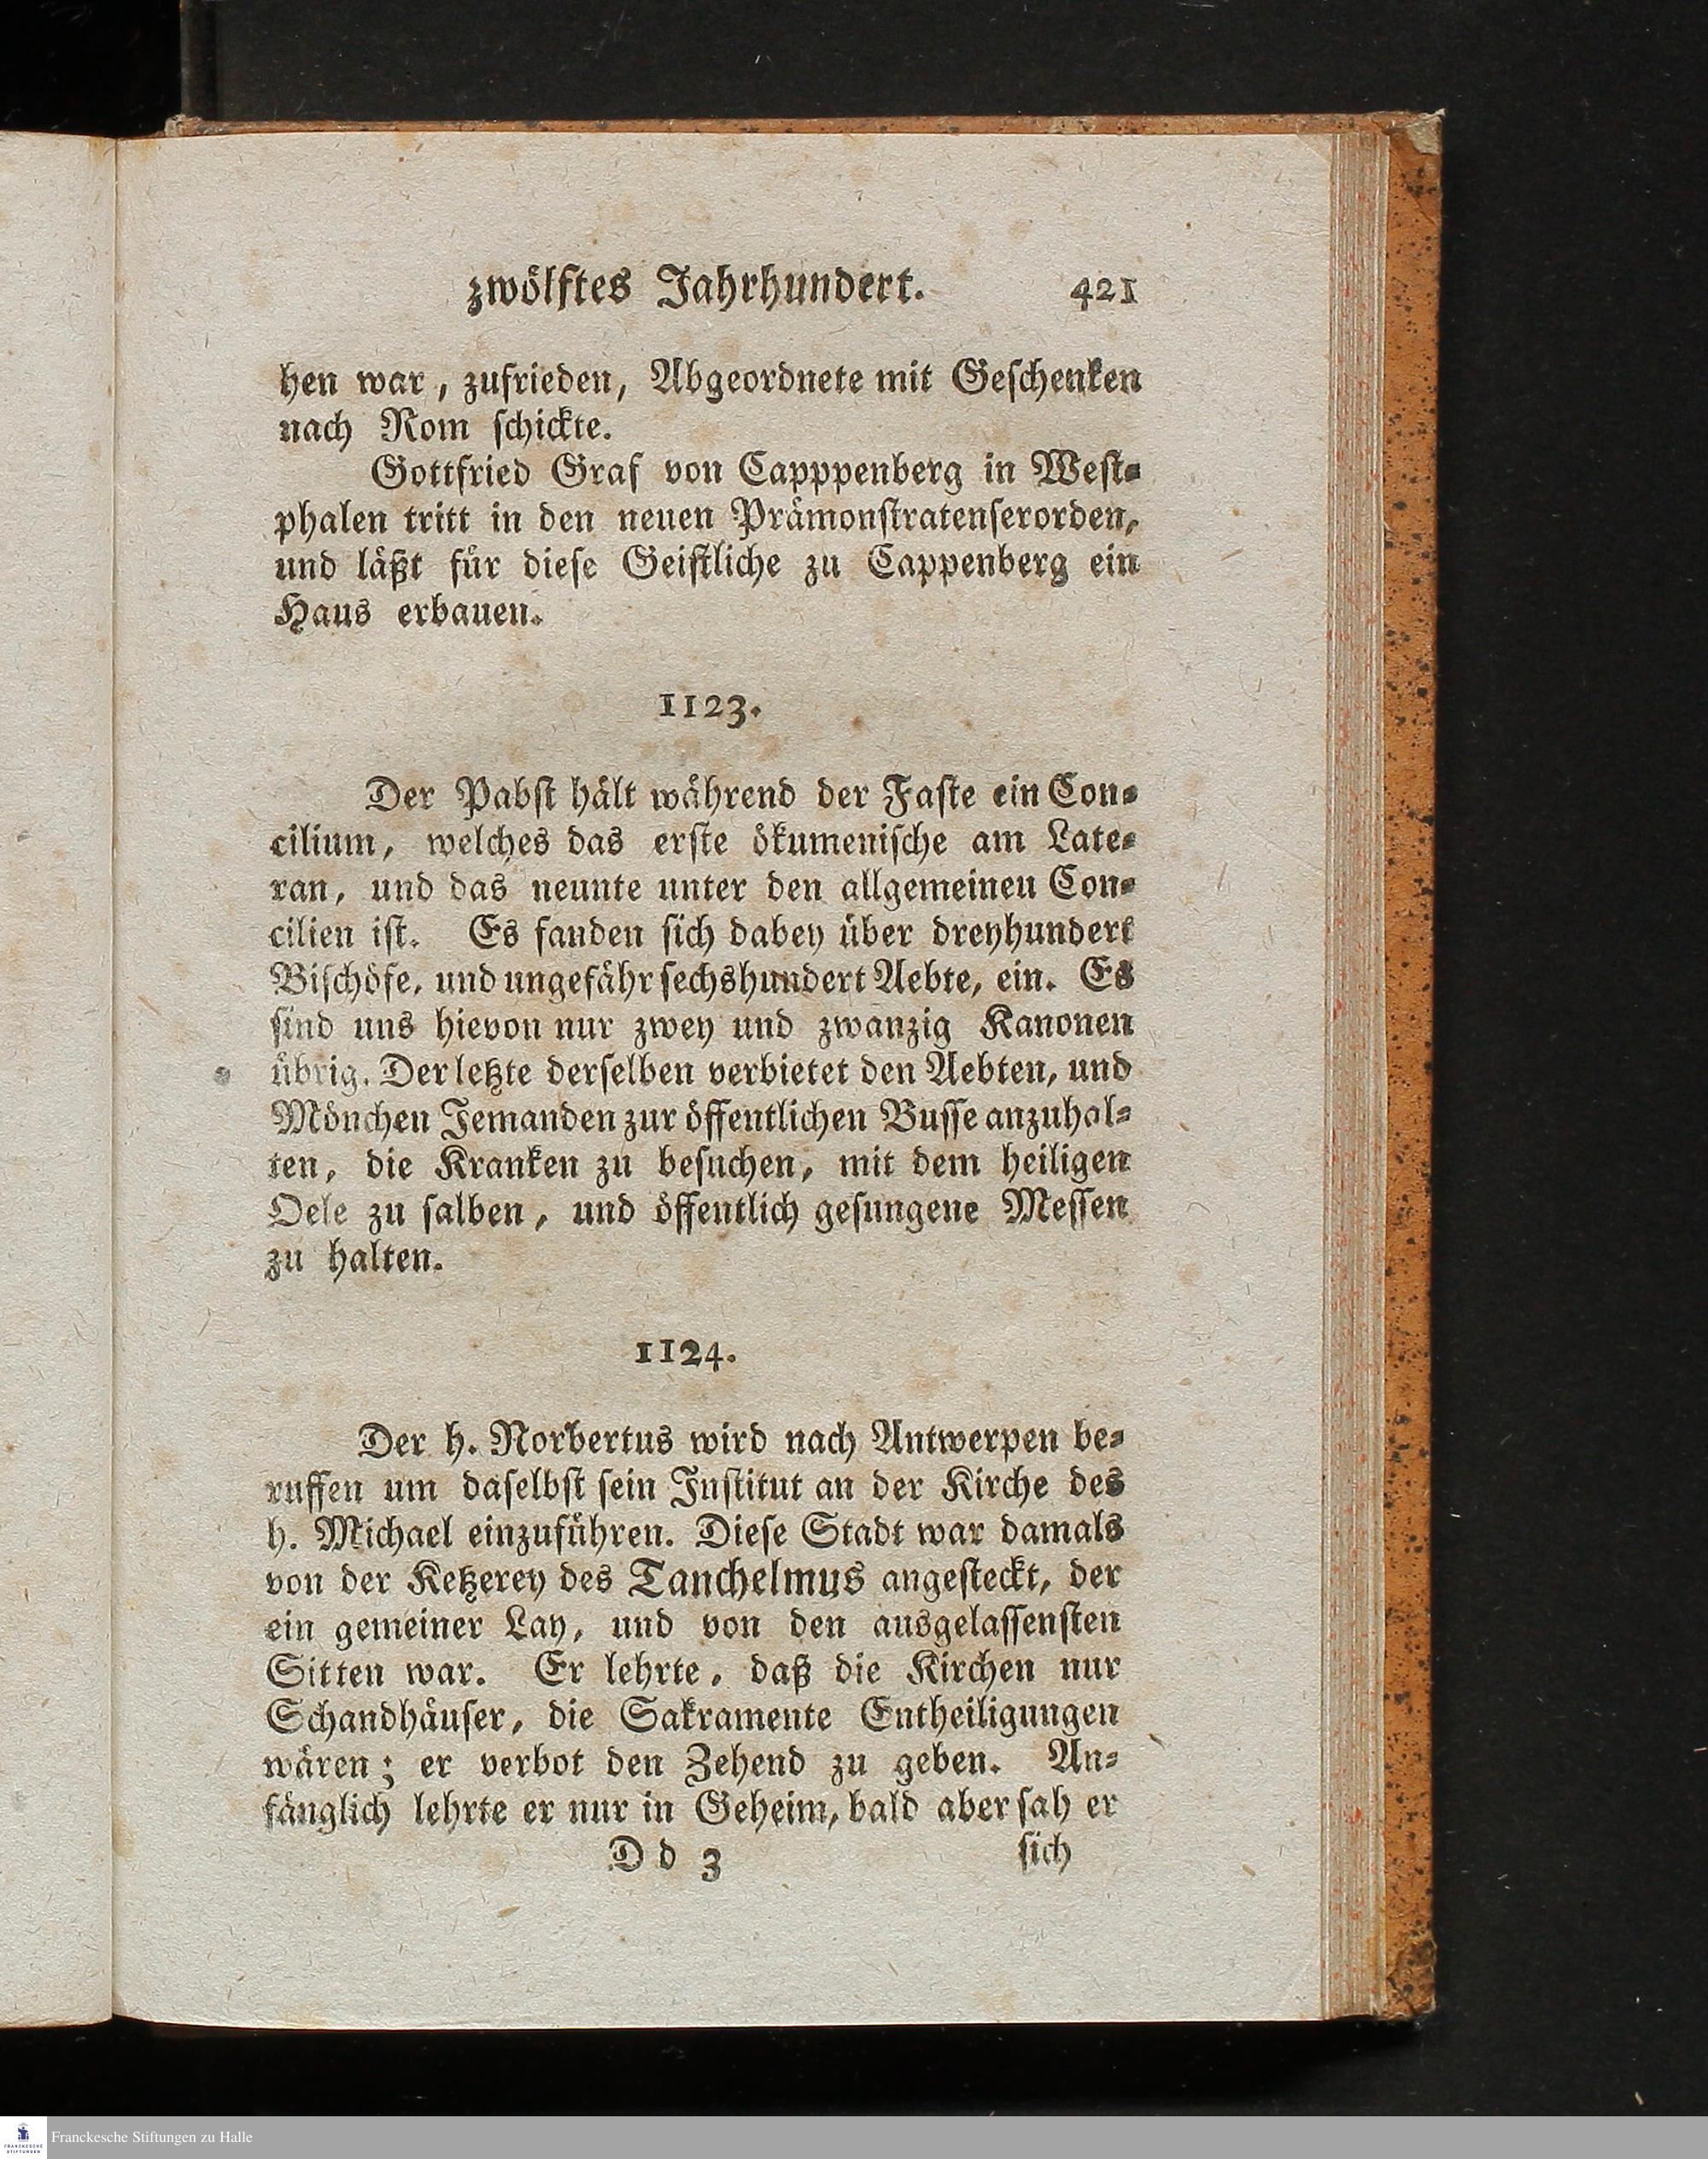 zwölftes Jahrhundert. 421
hen war, zufrieden, Abgeordnete mit Geschenken
nach Rom schickte.
Gottfried Graf von Capppenberg in West-
phalen tritt in den neuen Prämonstratenserorden,
und läßt für diese Geistliche zu Cappenberg ein
Haus erbauen.
1123.
Der Pabst hält während der Faste ein Con-
cilium, welches das erste ökumenische am Late-
ran, und das neunte unter den allgemeinen Con-
cilien ist. Es fanden sich dabey über dreyhundert
Bischöfe, und ungefähr sechshundert Aebte, ein. Es
sind uns hievon nur zwey und zwanzig Kanonen
übrig. Der letzte derselben verbietet den Aebten, und
Mönchen Jemanden zur öffentlichen Busse anzuhal-
ten, die Kranken zu besuchen, mit dem heiligen
Oele zu salben, und öffentlich gesungene Messen
zu halten.
1124.
Der h. Norbertus wird nach Antwerpen be-
ruffen um daselbst sein Institut an der Kirche des
h. Michael einzuführen. Diese Stadt war damals
von der Ketzerey des Tanchelmus angesteckt, der
ein gemeiner Lay, und von den ausgelassensten
Sitten war. Er lehrte, daß die Kirchen nur
Schandhäuser, die Sakramente Entheiligungen
wären; er verbot den Zehend zu geben. An-
fänglich lehrte er nur in Geheim, bald aber sah er
D d 3 sich
Franckesche Stiftungen zu Halle
FRANCKESCHE
STIFTUNGEN